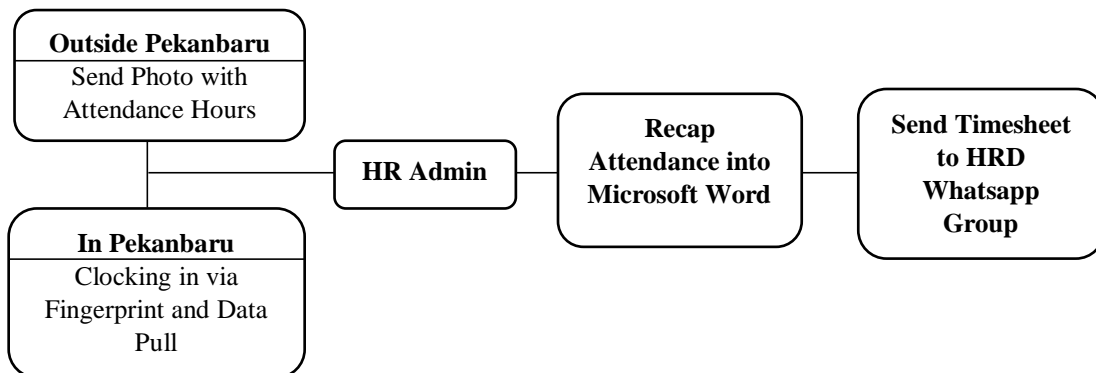 Outside Pekanbaru
Send Photo with
Attendance Hours
In Pekanbaru
Clocking in via
Fingerprint and Data
Pull
HR Admin
Recap
Attendance into
Microsoft Word
Send Timesheet
to HRD
Whatsapp
Group